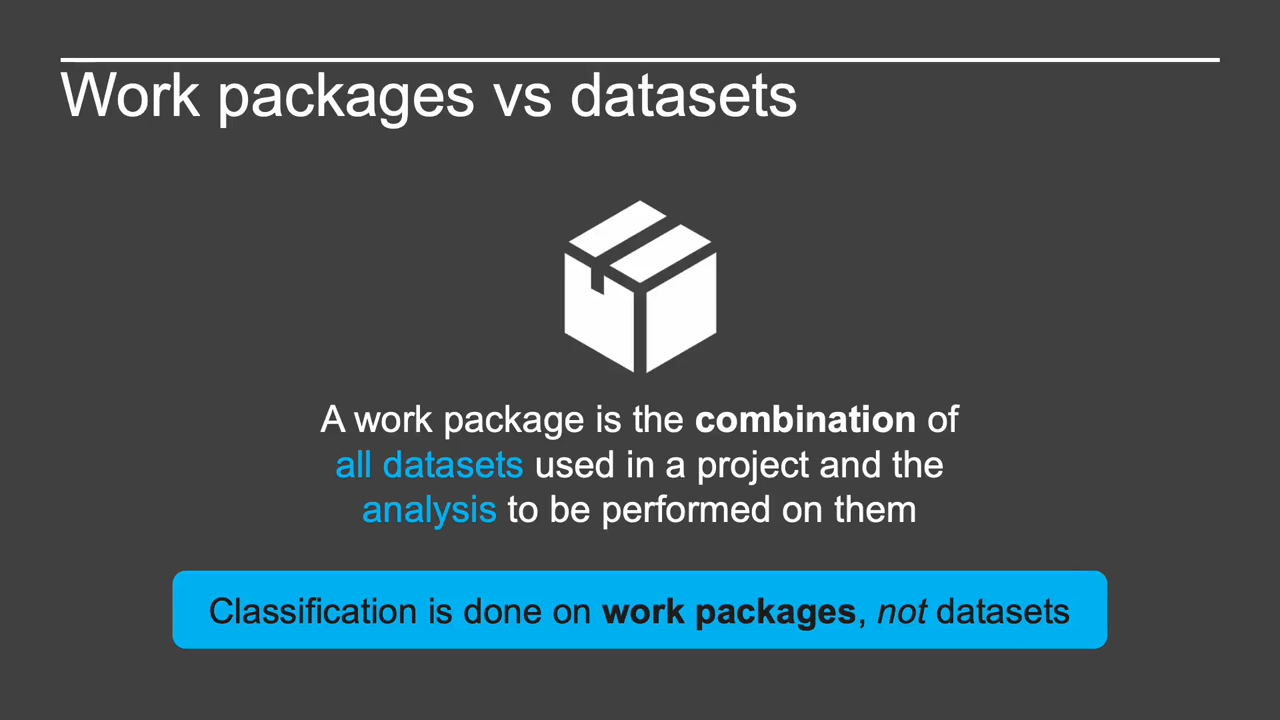 Work packages vs datasets
A work package is the combination of
all datasets used in a project and the
analysis to be performed on them
Classification is done on work packages, not datasets